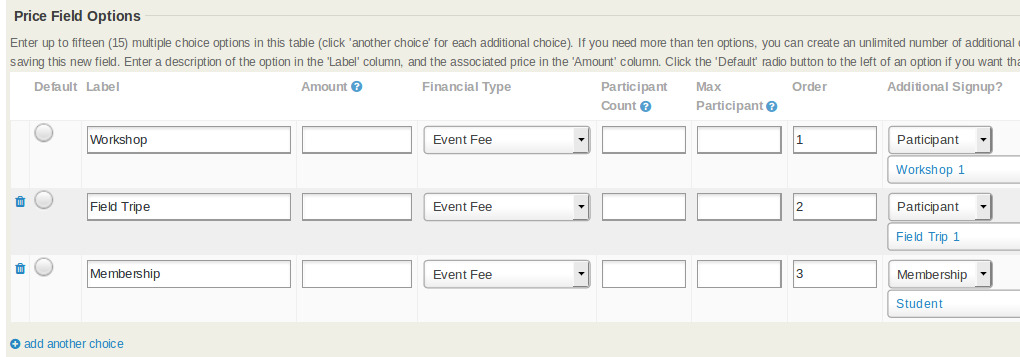 Price Field Options
Enter up to fifteen (15) multiple choice options in this table (click 'another choice' for each additional choice). If you need more than ten options, you can create an unlimited number of additional
saving this new field. Enter a description of the option in the 'Label' column, and the associated price in the 'Amount' column. Click the 'Default' radio button to the left of an option if you want
Default Label Amount ? Financial Type Participant Count ? Max Participant ? Order Additional Signup?
Workshop Event Fee 1 Participant
Workshop 1
Field Tripe Event Fee 2 Participant
Field Trip 1
Membership Event Fee 3 Membership
Student
add another choice